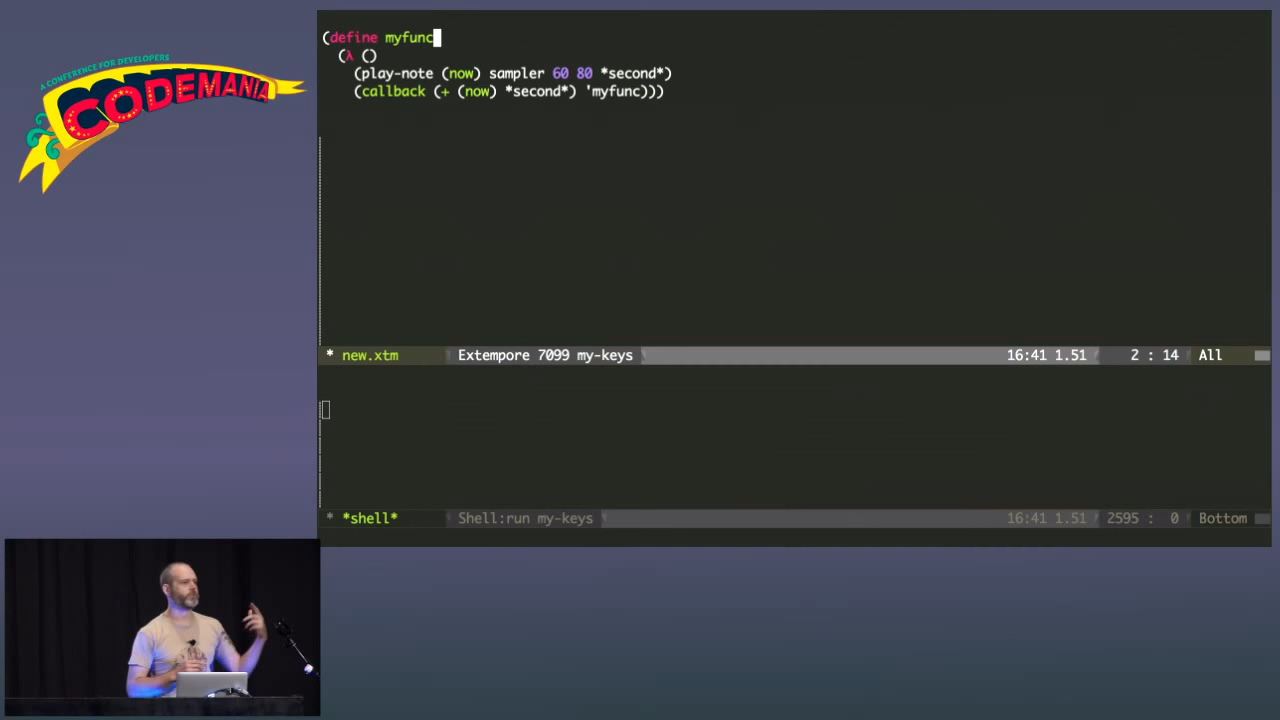 A CONFERENCE FOR DEVELOPERS
CODEMANIA
(define myfunc
(λ ()
(play-note (now) sampler 60 80 *second*)
(callback (+ (now) *second*) 'myfunc)))
* new.xtm Extempore 7099 my-keys 16:41 1.51 2 : 14 All
* *shell* Shell:run my-keys 16:41 1.51 2595 : 0 Bottom